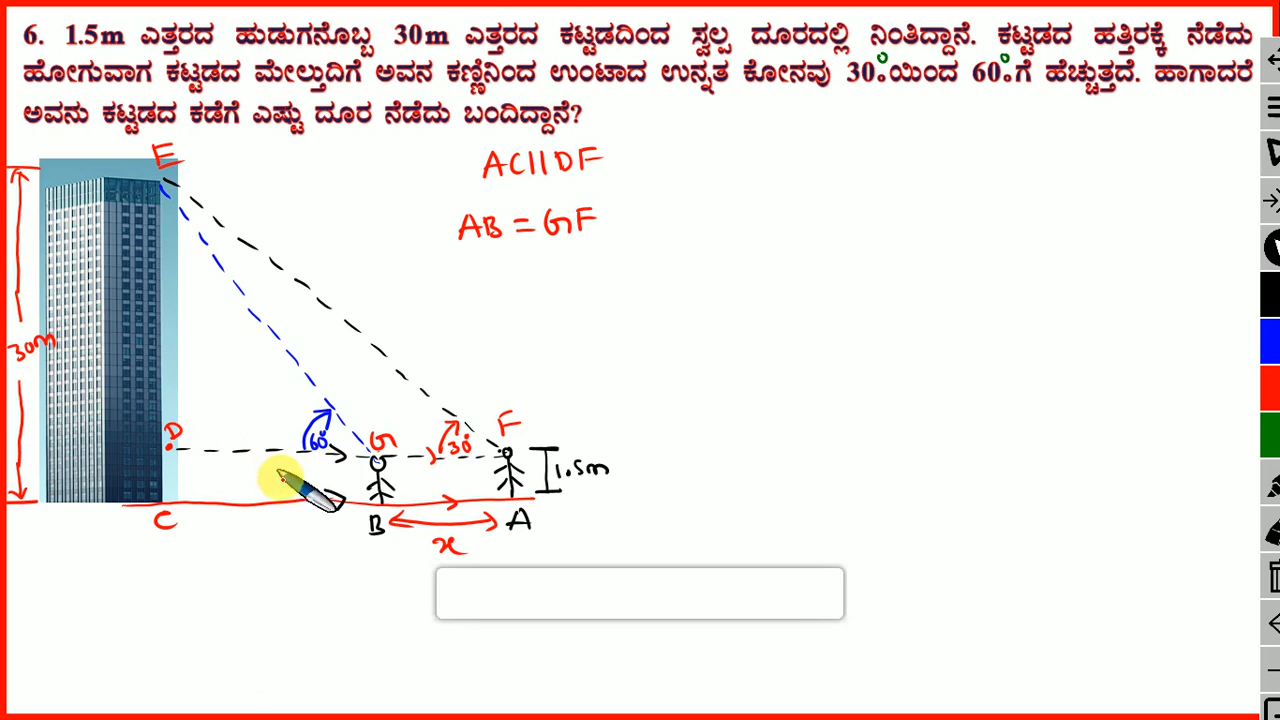 6. 1.5m ಎತ್ತರದ ಹುಡುಗನೊಬ್ಬ 30m ಎತ್ತರದ ಕಟ್ಟಡದಿಂದ ಸ್ವಲ್ಪ ದೂರದಲ್ಲಿ ನಿಂತಿದ್ದಾನೆ. ಕಟ್ಟಡದ ಹತ್ತಿರಕ್ಕೆ ನೆಡೆದು
ಹೋಗುವಾಗ ಕಟ್ಟಡದ ಮೇಲ್ತುದಿಗೆ ಅವನ ಕಣ್ಣಿನಿಂದ ಉಂಟಾದ ಉನ್ನತ ಕೋನವು 30°.ಯಿಂದ 60°.ಗೆ ಹೆಚ್ಚುತ್ತದೆ. ಹಾಗಾದರೆ
ಅವನು ಕಟ್ಟಡದ ಕಡೆಗೆ ಎಷ್ಟು ದೂರ ನೆಡೆದು ಬಂದಿದ್ದಾನೆ?
E
AC||DF
AB = GF
30m
D
60°
G
30°
F
1.5m
C
B
A
x